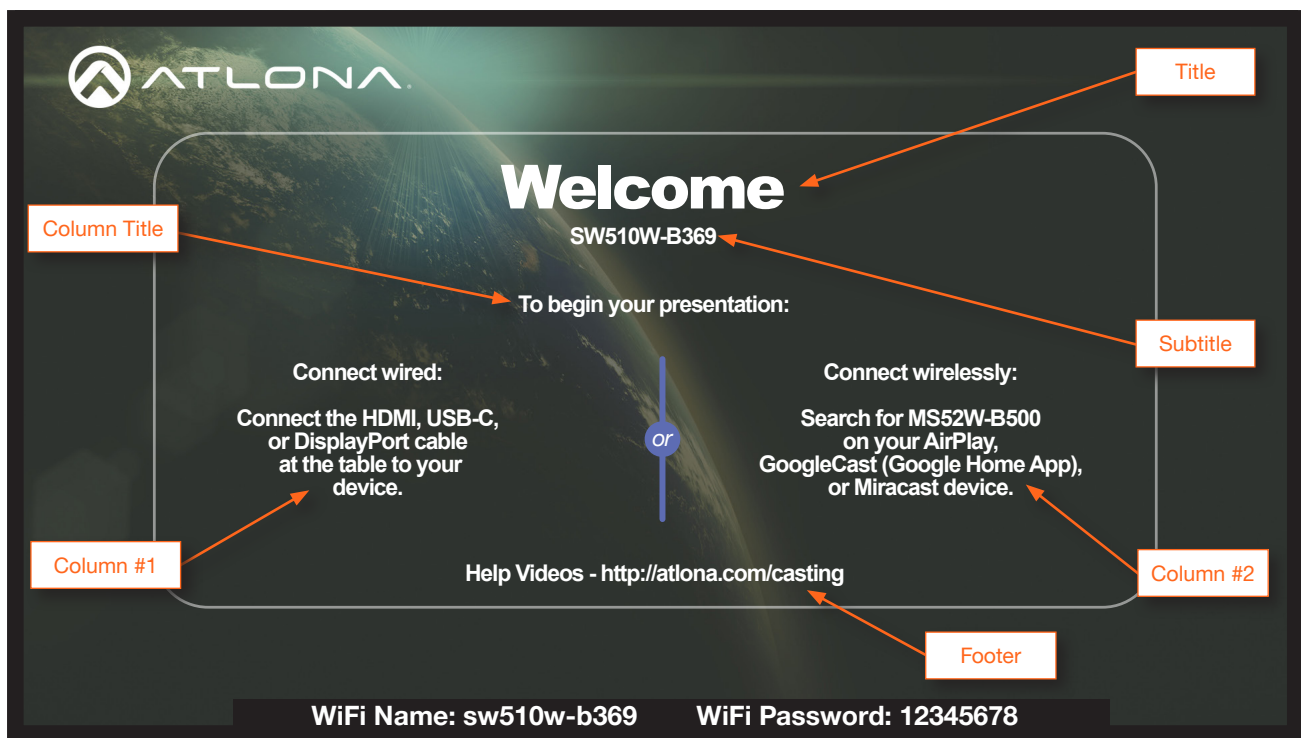 ATLONA.
Title
Welcome
Column Title
SW510W-B369
To begin your presentation:
Subtitle
Connect wired:
Connect the HDMI, USB-C,
or DisplayPort cable
at the table to your
device.
or
Connect wirelessly:
Search for MS52W-B500
on your AirPlay,
GoogleCast (Google Home App),
or Miracast device.
Column #1
Help Videos - http://atlona.com/casting
Column #2
Footer
WiFi Name: sw510w-b369 WiFi Password: 12345678